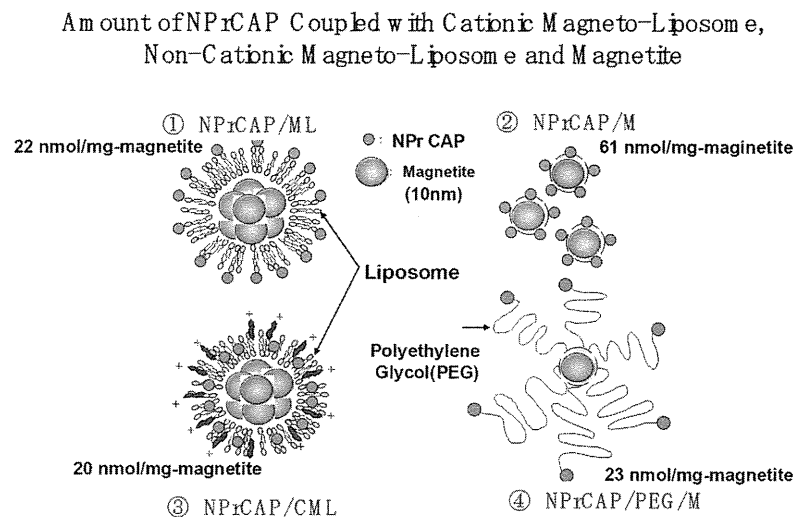 Amount of NPrCAP Coupled with Cationic Magneto-Liposome,
Non-Cationic Magneto-Liposome and Magnetite
① NPrCAP/ML
22 nmol/mg-magnetite
: NPr CAP
: Magnetite
(10nm)
② NPrCAP/M
61 nmol/mg-maginetite
Liposome
Polyethylene
Glycol(PEG)
+ + + + + + + + + +
20 nmol/mg-magnetite
③ NPrCAP/CML
23 nmol/mg-magnetite
④ NPrCAP/PEG/M